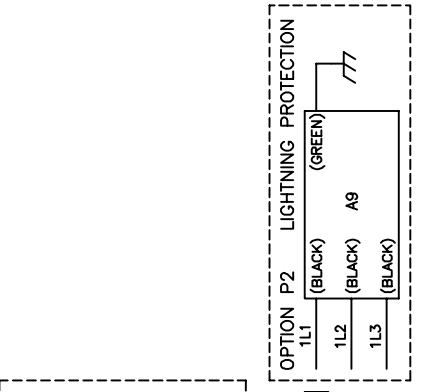 OPTION P2 LIGHTNING PROTECTION
1L1 (BLACK) (GREEN)
1L2 (BLACK) A9
1L3 (BLACK)